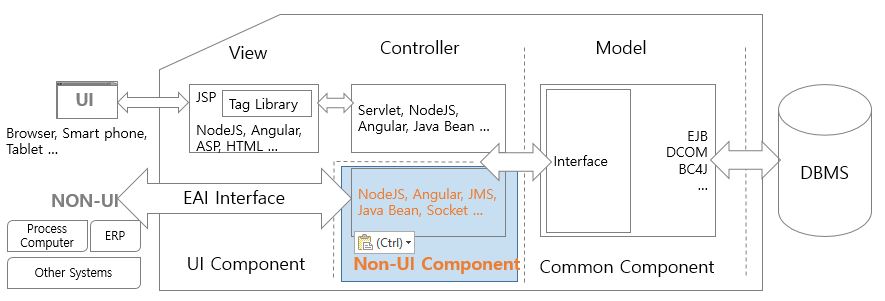 View
Controller
Model
UI
JSP
Tag Library
NodeJS, Angular,
ASP, HTML ...
Servlet, NodeJS,
Angular, Java Bean ...
Browser, Smart phone,
Tablet ...
Interface
EJB
DCOM
BC4J
...
DBMS
NON-UI
EAI Interface
NodeJS, Angular, JMS,
Java Bean, Socket ...
Process
Computer
ERP
Other Systems
(Ctrl)
UI Component
Non-UI Component
Common Component